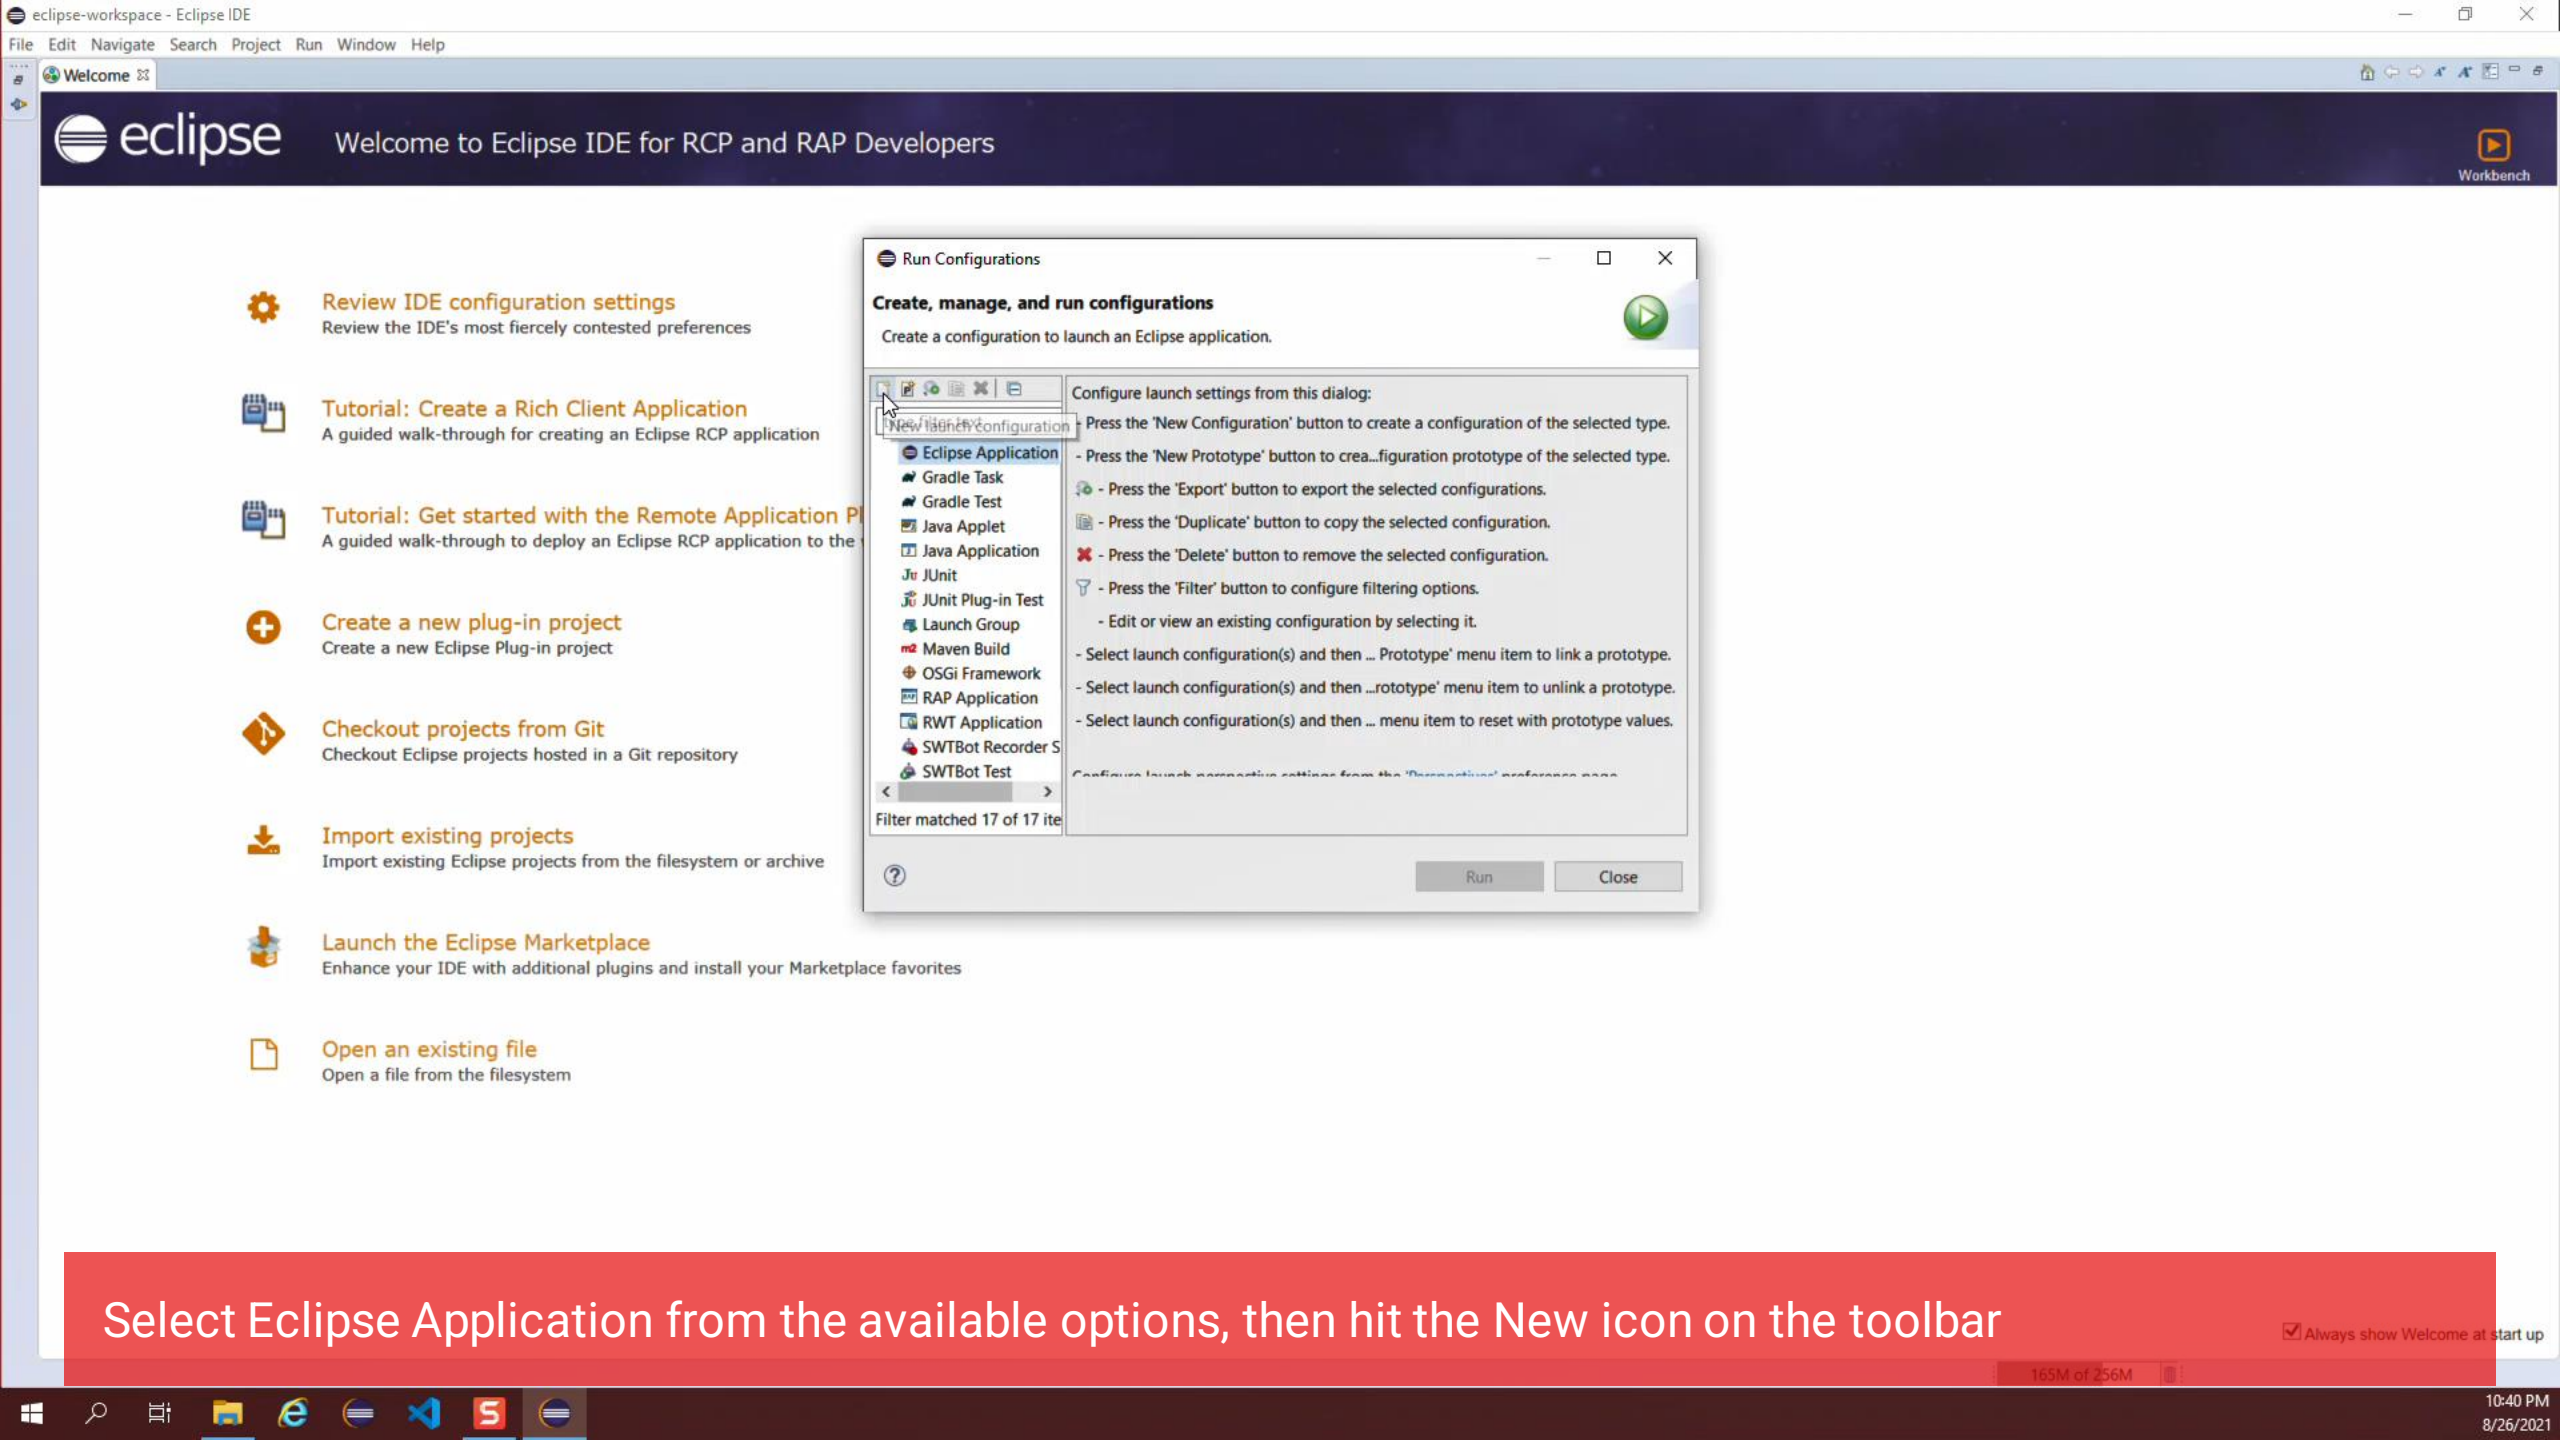 eclipse-workspace - Eclipse IDE
File Edit Navigate Search Project Run Window Help
Welcome
eclipse
Welcome to Eclipse IDE for RCP and RAP Developers
Workbench
Review IDE configuration settings
Review the IDE's most fiercely contested preferences
Tutorial: Create a Rich Client Application
A guided walk-through for creating an Eclipse RCP application
Tutorial: Get started with the Remote Application Pl
A guided walk-through to deploy an Eclipse RCP application to the
Create a new plug-in project
Create a new Eclipse Plug-in project
Checkout projects from Git
Checkout Eclipse projects hosted in a Git repository
Import existing projects
Import existing Eclipse projects from the filesystem or archive
Launch the Eclipse Marketplace
Enhance your IDE with additional plugins and install your Marketplace favorites
Open an existing file
Open a file from the filesystem
Run Configurations
Create, manage, and run configurations
Create a configuration to launch an Eclipse application.
type filter text
New launch configuration
Eclipse Application
Gradle Task
Gradle Test
Java Applet
Java Application
Ju JUnit
JUnit Plug-in Test
Launch Group
m2 Maven Build
OSGi Framework
RAP Application
RWT Application
SWTBot Recorder S
SWTBot Test
Filter matched 17 of 17 ite
Configure launch settings from this dialog:
- Press the 'New Configuration' button to create a configuration of the selected type.
- Press the 'New Prototype' button to crea...figuration prototype of the selected type.
- Press the 'Export' button to export the selected configurations.
- Press the 'Duplicate' button to copy the selected configuration.
- Press the 'Delete' button to remove the selected configuration.
- Press the 'Filter' button to configure filtering options.
- Edit or view an existing configuration by selecting it.
- Select launch configuration(s) and then ... Prototype' menu item to link a prototype.
- Select launch configuration(s) and then ...rototype' menu item to unlink a prototype.
- Select launch configuration(s) and then ... menu item to reset with prototype values.
Configure launch perspective settings from the 'Perspectives' preference page.
Run
Close
Select Eclipse Application from the available options, then hit the New icon on the toolbar
Always show Welcome at start up
165M of 256M
10:40 PM
8/26/2021